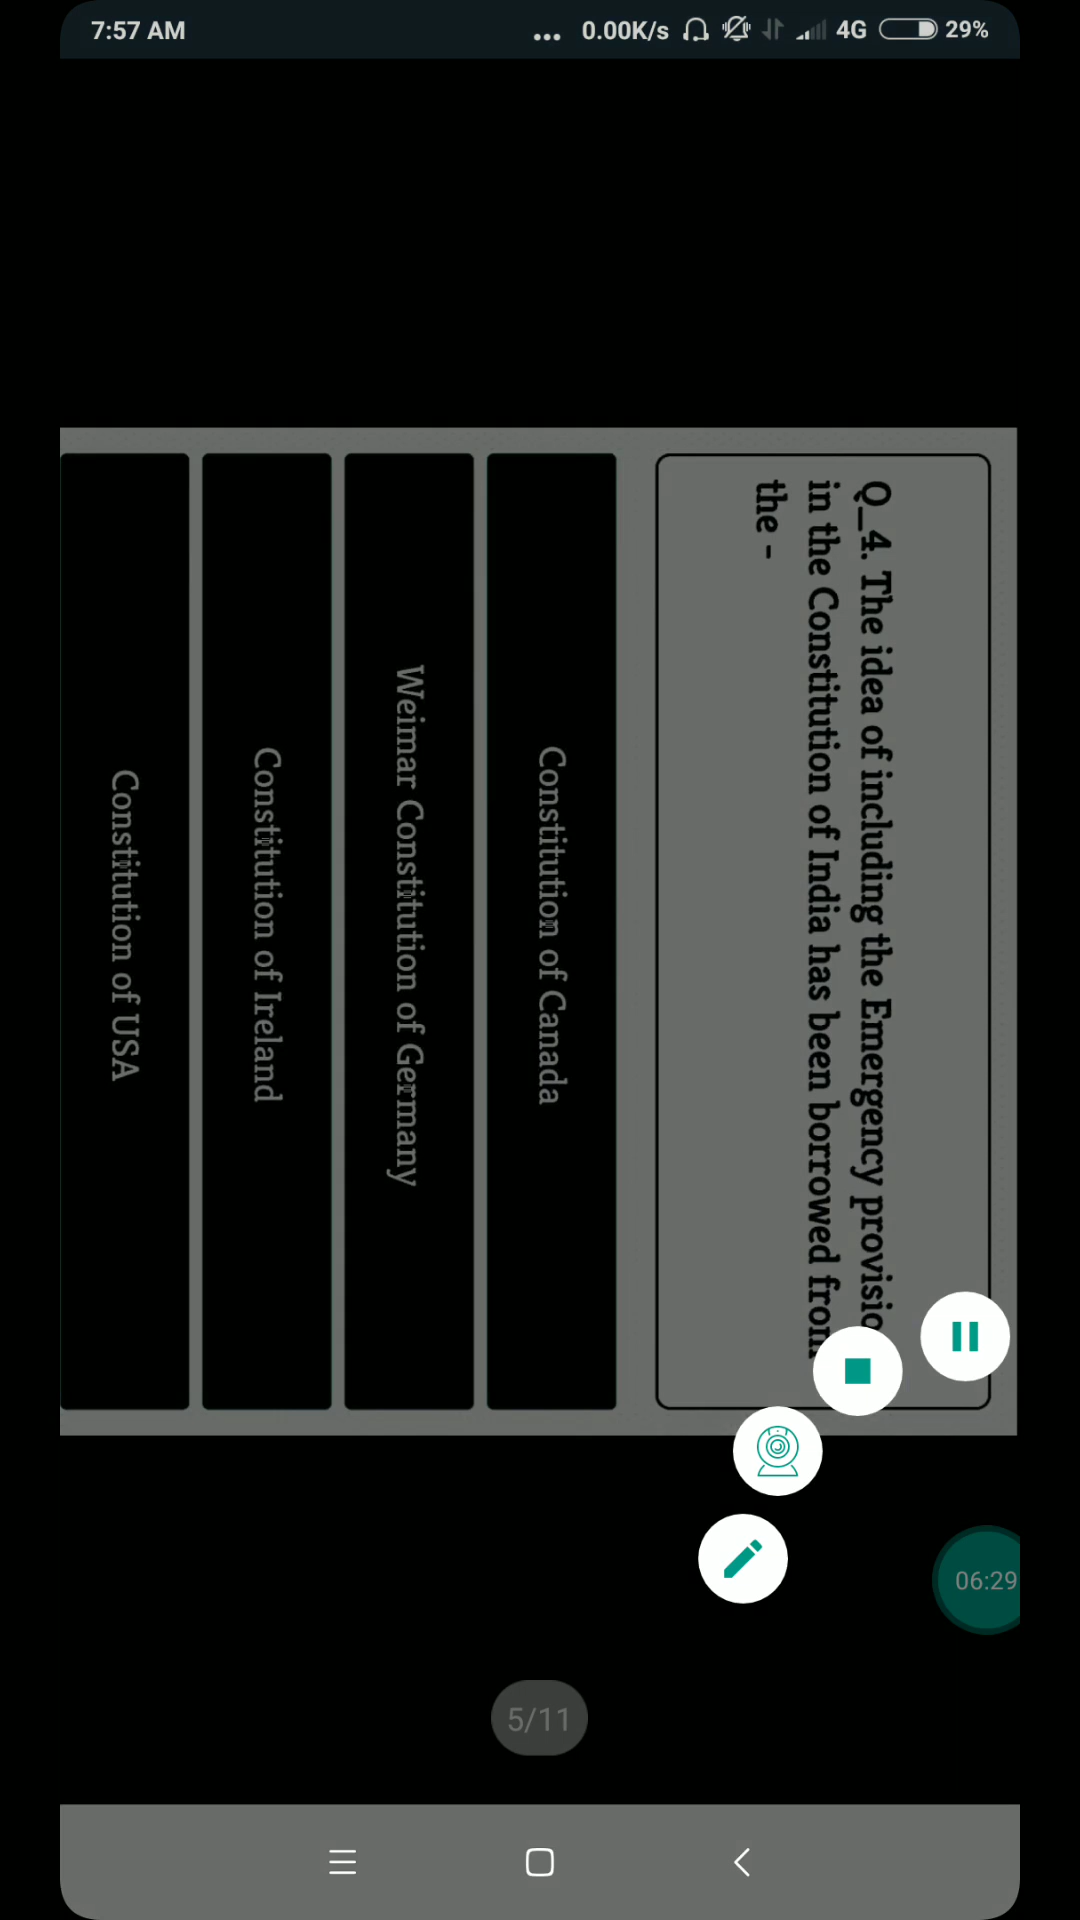 7:57 AM
... 0.00K/s 4G 29%
Q_4. The idea of including the Emergency
in the Constitution of India has been borrowed from
the -
Constitution of Canada
Weimar Constitution of Germany
Constitution of Ireland
Constitution of USA
06:29
5/11